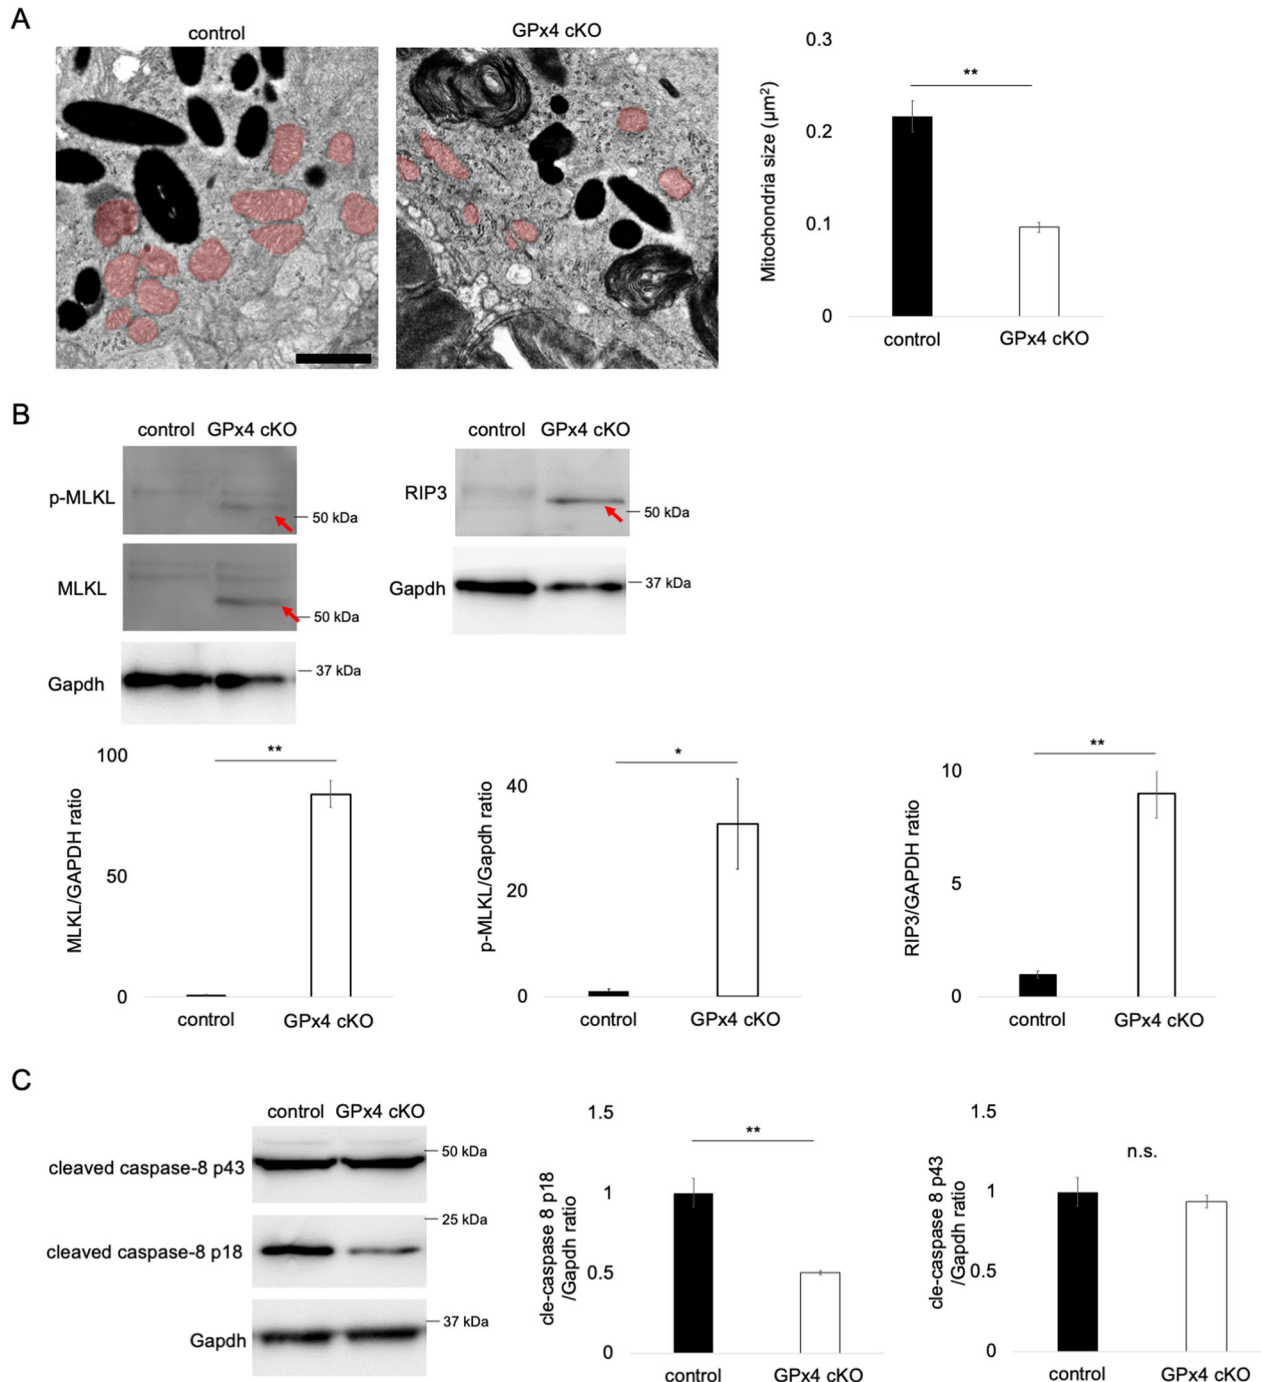 A
control
GPx4 cKO
0.3
0.2
0.1
0
Mitochondria size (μm²)
**
control
GPx4 cKO
B
control GPx4 cKO
p-MLKL
50 kDa
MLKL
50 kDa
Gapdh
37 kDa
control GPx4 cKO
RIP3
50 kDa
Gapdh
37 kDa
100
50
0
MLKL/GAPDH ratio
**
control
GPx4 cKO
40
20
0
p-MLKL/Gapdh ratio
*
control
GPx4 cKO
10
5
0
RIP3/GAPDH ratio
**
control
GPx4 cKO
C
control GPx4 cKO
cleaved caspase-8 p43
50 kDa
cleaved caspase-8 p18
25 kDa
Gapdh
37 kDa
1.5
1
0.5
0
cle-caspase 8 p18
/Gapdh ratio
**
control
GPx4 cKO
1.5
1
0.5
0
cle-caspase 8 p43
/Gapdh ratio
n.s.
control
GPx4 cKO